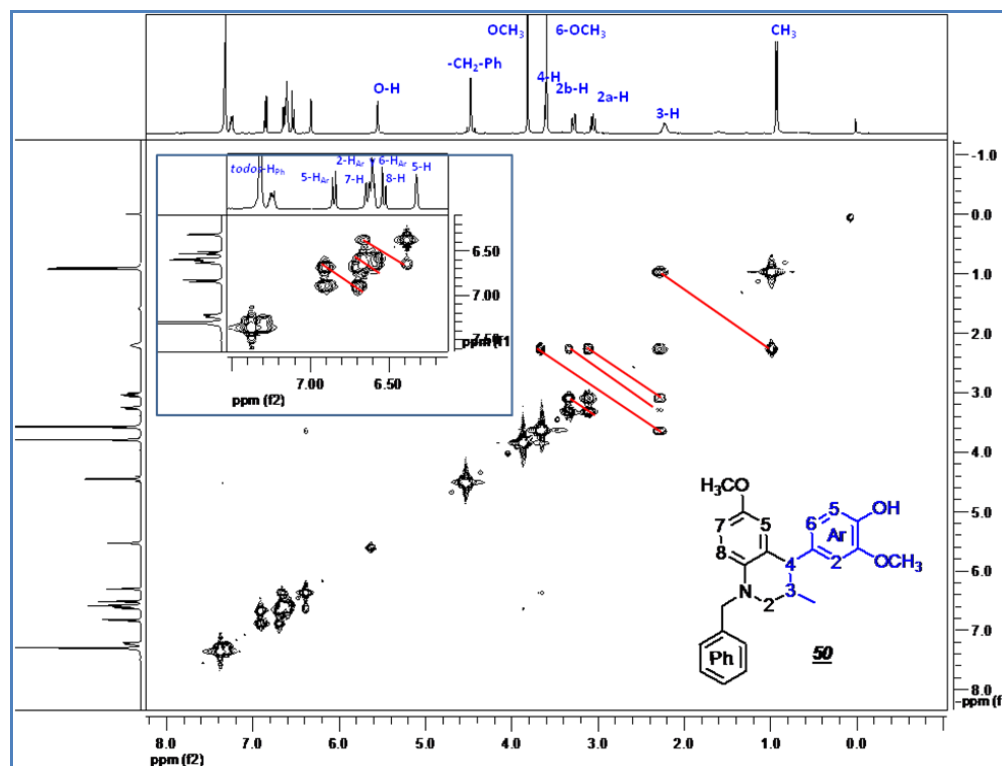 OCH3 6-OCH3 CH3
-CH2-Ph
O-H 4-H 2b-H 2a-H 3-H
2-HAr 6-HAr 5-H
todos-HPh 5-HAr 7-H 8-H
6.50
7.00
7.50
ppm (f1
7.00 6.50
ppm (f2)
-1.0
0.0
1.0
2.0
3.0
4.0
5.0
6.0
7.0
8.0
ppm (f
H3CO
7 5 6 5 OH
Ar
8 4 2 OCH3
3
N 2
Ph 50
8.0 7.0 6.0 5.0 4.0 3.0 2.0 1.0 0.0
ppm (f2)